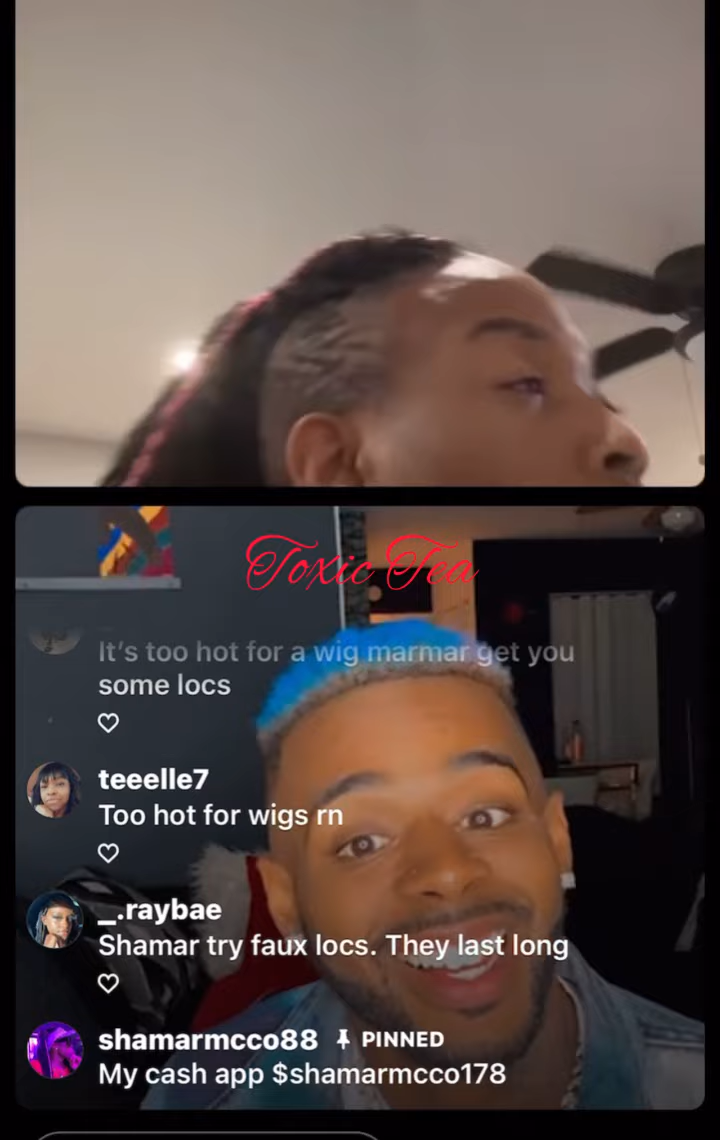 Toxic Tea
It's too hot for a wig marmar get you
some locs
teeelle7
Too hot for wigs rn
_.raybae
Shamar try faux locs. They last long
shamarmcco88 PINNED
My cash app $shamarmcco178